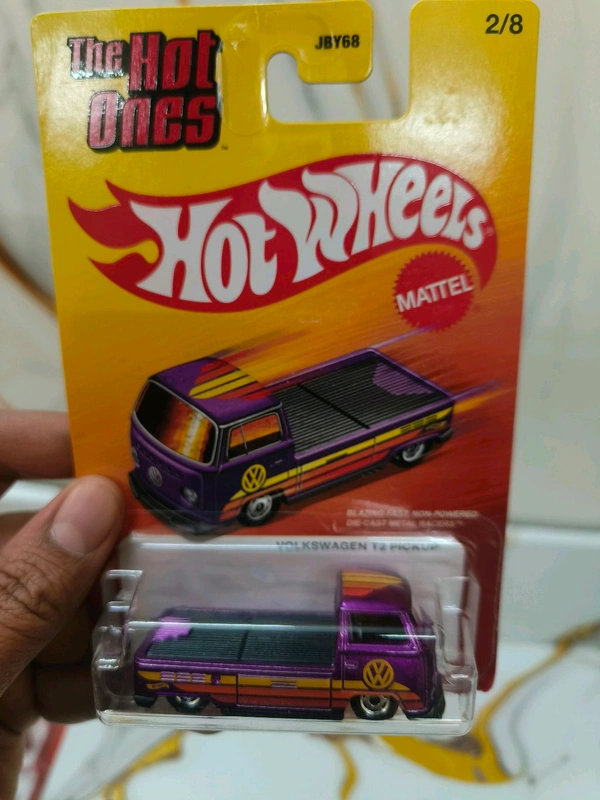 The Hot
Ones
JBY68
2/8
Hot Wheels
MATTEL
BLAZING FAST, NON-POWERED
DIE-CAST METAL RACERS™
VOLKSWAGEN T2 PICKUP